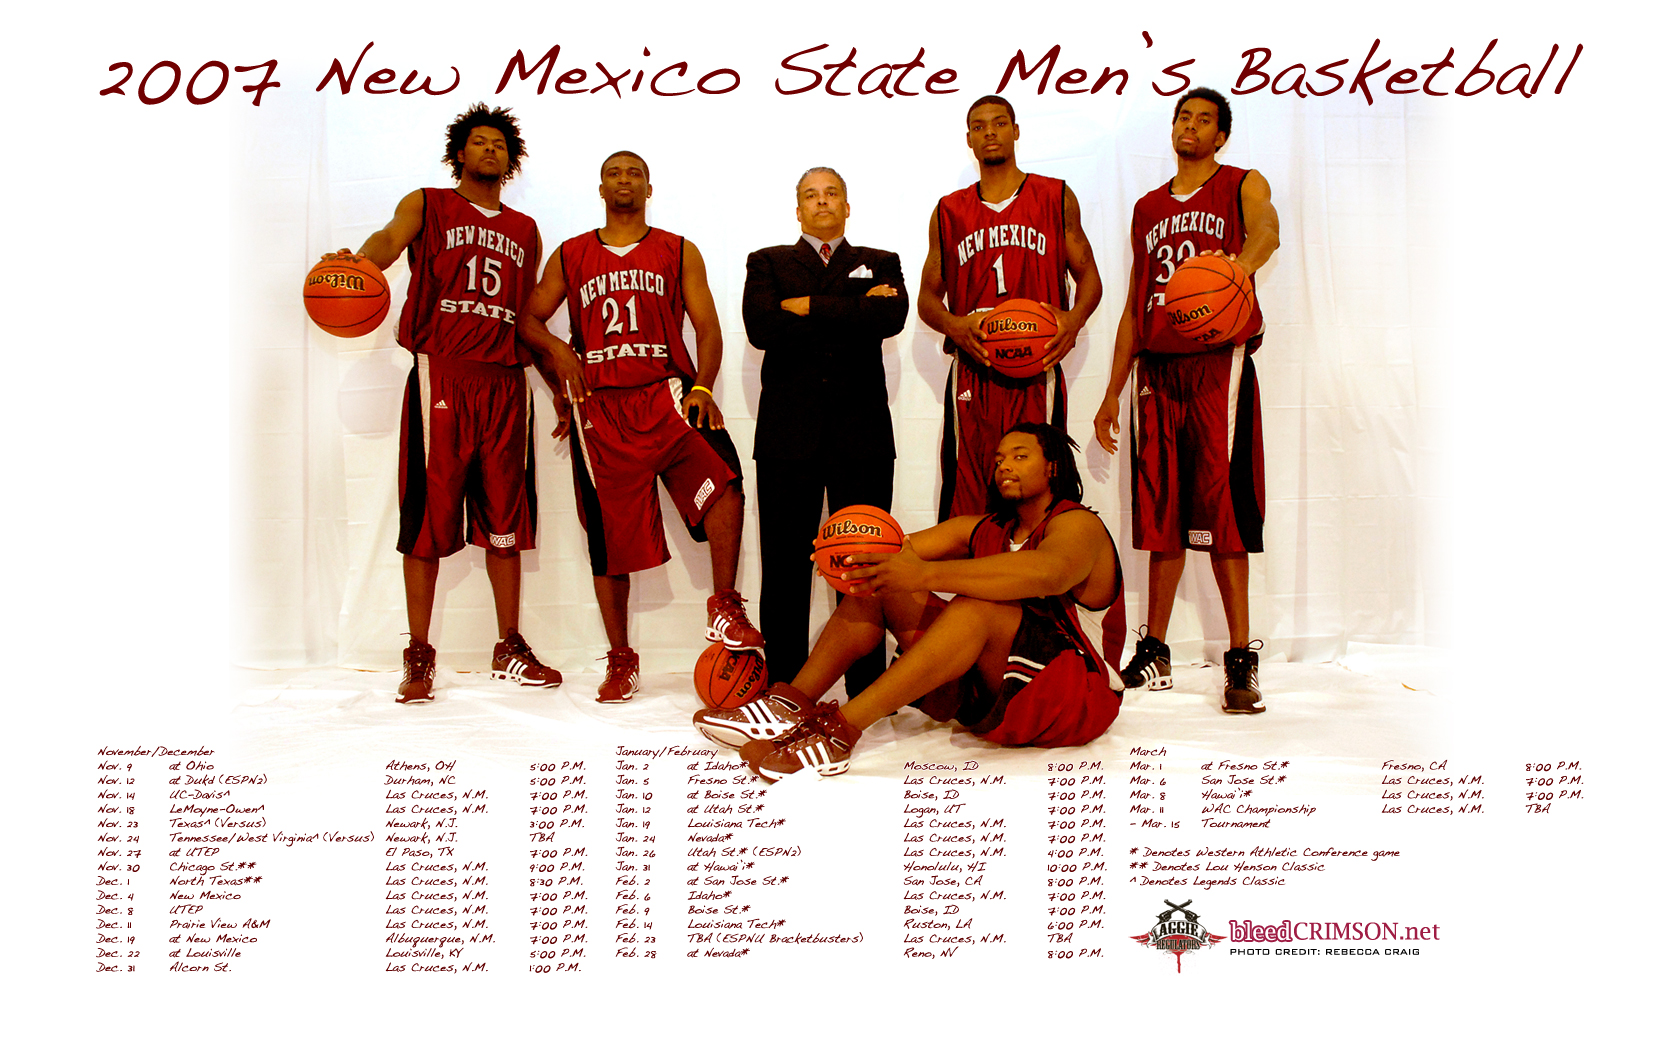 2007 New Mexico State Men's Basketball
NEW MEXICO
15
STATE
NEW MEXICO
21
STATE
NEW MEXICO
1
NEW MEXICO
30
ST
Wilson
Wilson
NCAA
Wilson
NCAA
Wilson
NCAA
Wilson
NCAA
WAC
WAC
WAC
November/December
Nov. 9 at Ohio Athens, OH 5:00 P.M.
Nov. 12 at Dukd (ESPN2) Durham, NC 5:00 P.M.
Nov. 14 UC-Davis^ Las Cruces, N.M. 7:00 P.M.
Nov. 18 LeMoyne-Owen^ Las Cruces, N.M. 7:00 P.M.
Nov. 23 Texas^ (Versus) Newark, N.J. 3:00 P.M.
Nov. 24 Tennessee/West Virginia^ (Versus) Newark, N.J. TBA
Nov. 27 at UTEP El Paso, TX 7:00 P.M.
Nov. 30 Chicago St.** Las Cruces, N.M. 9:00 P.M.
Dec. 1 North Texas** Las Cruces, N.M. 8:30 P.M.
Dec. 4 New Mexico Las Cruces, N.M. 7:00 P.M.
Dec. 8 UTEP Las Cruces, N.M. 7:00 P.M.
Dec. 11 Prairie View A&M Las Cruces, N.M. 7:00 P.M.
Dec. 19 at New Mexico Albuquerque, N.M. 7:00 P.M.
Dec. 22 at Louisville Louisville, KY 5:00 P.M.
Dec. 31 Alcorn St. Las Cruces, N.M. 1:00 P.M.
January/February
Jan. 2 at Idaho* Moscow, ID 8:00 P.M.
Jan. 5 Fresno St.* Las Cruces, N.M. 7:00 P.M.
Jan. 10 at Boise St.* Boise, ID 7:00 P.M.
Jan. 12 at Utah St.* Logan, UT 7:00 P.M.
Jan. 19 Louisiana Tech* Las Cruces, N.M. 7:00 P.M.
Jan. 24 Nevada* Las Cruces, N.M. 7:00 P.M.
Jan. 26 Utah St.* (ESPN2) Las Cruces, N.M. 4:00 P.M.
Jan. 31 at Hawai'i* Honolulu, HI 10:00 P.M.
Feb. 2 at San Jose St.* San Jose, CA 8:00 P.M.
Feb. 6 Idaho* Las Cruces, N.M. 7:00 P.M.
Feb. 9 Boise St.* Boise, ID 7:00 P.M.
Feb. 14 Louisiana Tech* Ruston, LA 6:00 P.M.
Feb. 23 TBA (ESPNU Bracketbusters) Las Cruces, N.M. TBA
Feb. 28 at Nevada* Reno, NV 8:00 P.M.
March
Mar. 1 at Fresno St.* Fresno, CA 8:00 P.M.
Mar. 6 San Jose St.* Las Cruces, N.M. 7:00 P.M.
Mar. 8 Hawai'i* Las Cruces, N.M. 7:00 P.M.
Mar. 11 WAC Championship Las Cruces, N.M. TBA
- Mar. 15 Tournament
* Denotes Western Athletic Conference game
** Denotes Lou Henson Classic
^ Denotes Legends Classic
AGGIE
REGULATORS
bleedCRIMSON.net
PHOTO CREDIT: REBECCA CRAIG